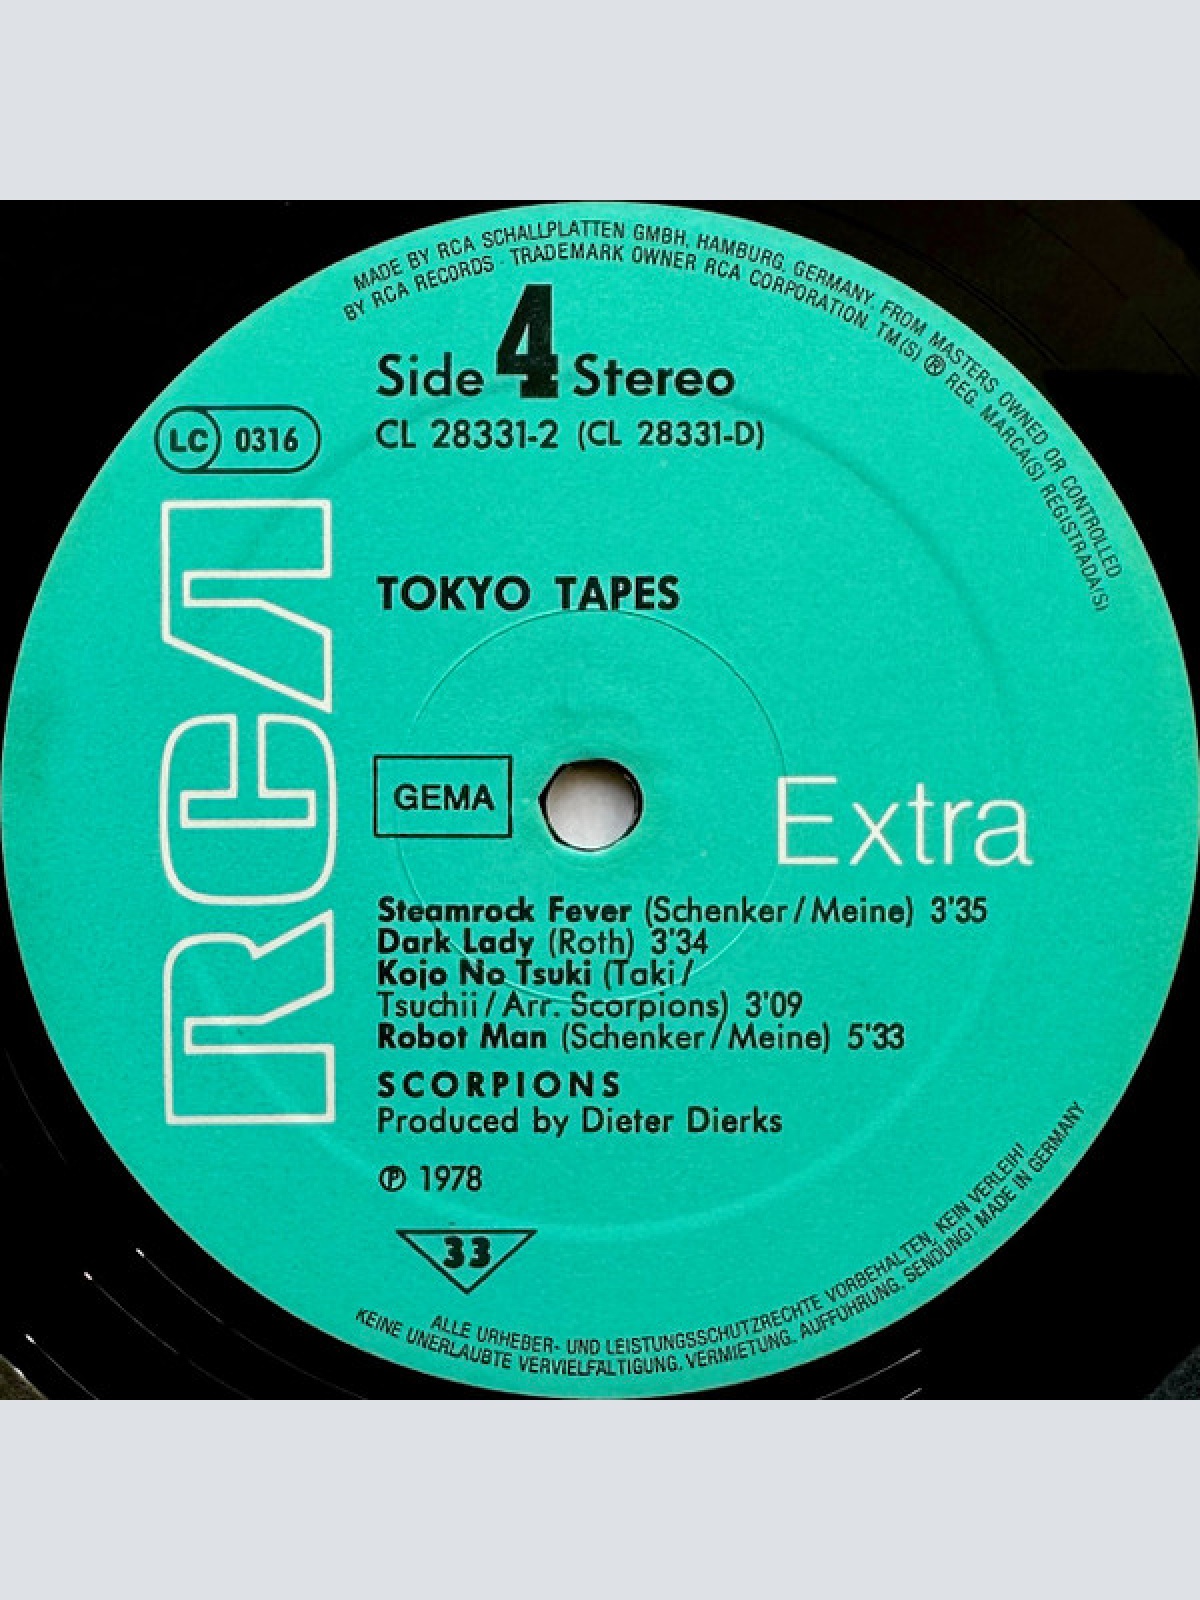 MADE BY RCA SCHALLPLATTEN GMBH, HAMBURG, GERMANY, FROM MASTERS OWNED OR CONTROLLED
BY RCA RECORDS · TRADEMARK OWNER RCA CORPORATION. TM(S) ® REG. MARCA(S) REGISTRADA(S)
Side 4 Stereo
CL 28331-2 (CL 28331-D)
LC 0316
RCA
TOKYO TAPES
GEMA
Extra
Steamrock Fever (Schenker/Meine) 3'35
Dark Lady (Roth) 3'34
Kojo No Tsuki (Taki/
Tsuchii/Arr. Scorpions) 3'09
Robot Man (Schenker/Meine) 5'33
SCORPIONS
Produced by Dieter Dierks
℗ 1978
33
ALLE URHEBER- UND LEISTUNGSSCHUTZRECHTE VORBEHALTEN, KEIN VERLEIH!
KEINE UNERLAUBTE VERVIELFÄLTIGUNG, VERMIETUNG, AUFFÜHRUNG, SENDUNG! MADE IN GERMANY